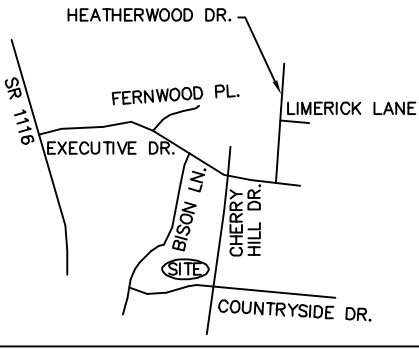 HEATHERWOOD DR.
FERNWOOD PL.
LIMERICK LANE
SR 1116
EXECUTIVE DR.
BISON LN.
CHERRY
HILL DR.
SITE
COUNTRYSIDE DR.